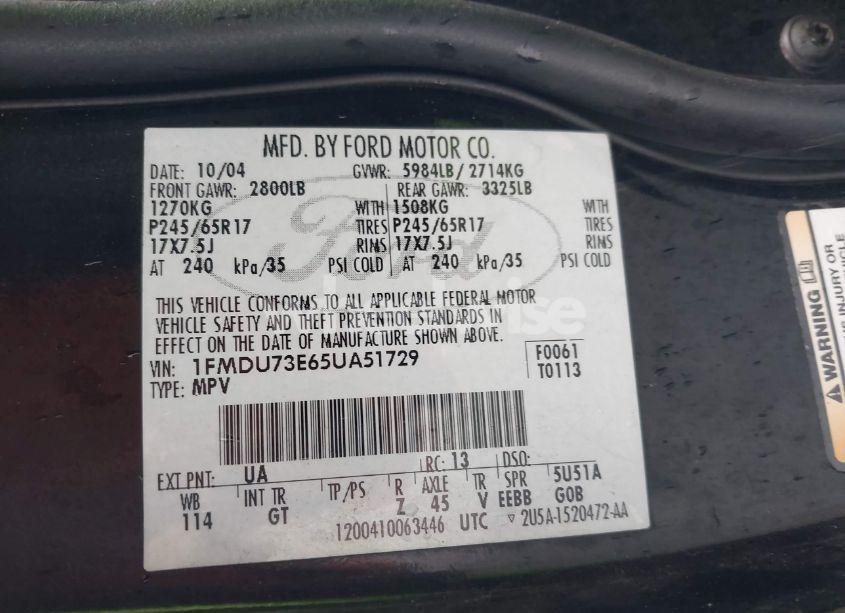 MFD. BY FORD MOTOR CO.
DATE: 10/04 GVWR: 5984LB/ 2714KG
FRONT GAWR: 2800LB REAR GAWR: 3325LB
1270KG WITH 1508KG WITH
P245/65R17 TIRES P245/65R17 TIRES
17X7.5J RIMS 17X7.5J RIMS
AT 240 kPa/35 PSI COLD AT 240 kPa/35 PSI COLD
Ford
THIS VEHICLE CONFORMS TO ALL APPLICABLE FEDERAL MOTOR
VEHICLE SAFETY AND THEFT PREVENTION STANDARDS IN
EFFECT ON THE DATE OF MANUFACTURE SHOWN ABOVE.
VIN: 1FMDU73E65UA51729 F0061
TYPE: MPV T0113
EXT PNT: UA RC: 13 DSO:
WB INT TR TP/PS R AXLE TR SPR 5U51A
114 GT Z 45 V EEBB GOB
1200410063446 UTC ▽ 2U5A-1520472-AA
WARNING
INJURY OR